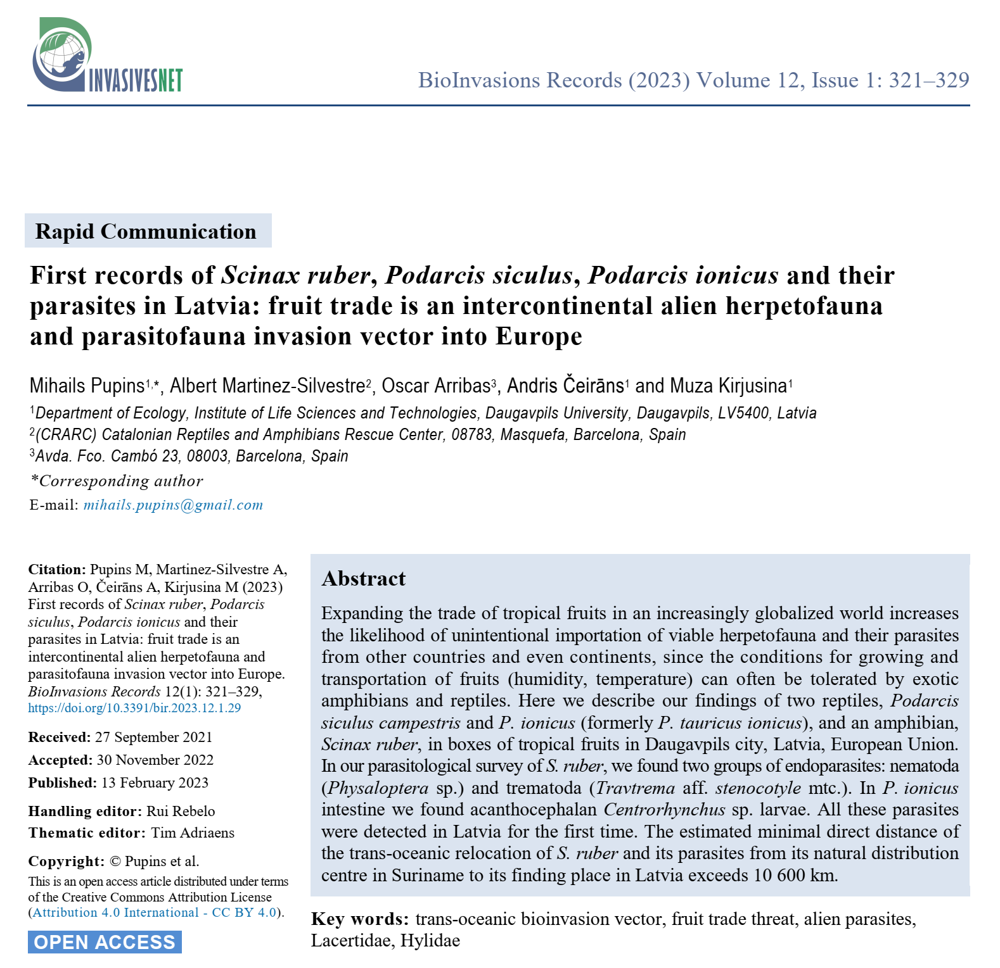 INVASIVESNET
BioInvasions Records (2023) Volume 12, Issue 1: 321–329
Rapid Communication
First records of Scinax ruber, Podarcis siculus, Podarcis ionicus and their
parasites in Latvia: fruit trade is an intercontinental alien herpetofauna
and parasitofauna invasion vector into Europe
Mihails Pupins1,*, Albert Martinez-Silvestre2, Oscar Arribas3, Andris Čeirāns1 and Muza Kirjusina1
1Department of Ecology, Institute of Life Sciences and Technologies, Daugavpils University, Daugavpils, LV5400, Latvia
2(CRARC) Catalonian Reptiles and Amphibians Rescue Center, 08783, Masquefa, Barcelona, Spain
3Avda. Fco. Cambó 23, 08003, Barcelona, Spain
*Corresponding author
E-mail: mihails.pupins@gmail.com
Citation: Pupins M, Martinez-Silvestre A,
Arribas O, Čeirāns A, Kirjusina M (2023)
First records of Scinax ruber, Podarcis
siculus, Podarcis ionicus and their
parasites in Latvia: fruit trade is an
intercontinental alien herpetofauna and
parasitofauna invasion vector into Europe.
BioInvasions Records 12(1): 321–329,
https://doi.org/10.3391/bir.2023.12.1.29
Received: 27 September 2021
Accepted: 30 November 2022
Published: 13 February 2023
Handling editor: Rui Rebelo
Thematic editor: Tim Adriaens
Copyright: © Pupins et al.
This is an open access article distributed under terms
of the Creative Commons Attribution License
(Attribution 4.0 International - CC BY 4.0).
OPEN ACCESS
Abstract
Expanding the trade of tropical fruits in an increasingly globalized world increases
the likelihood of unintentional importation of viable herpetofauna and their parasites
from other countries and even continents, since the conditions for growing and
transportation of fruits (humidity, temperature) can often be tolerated by exotic
amphibians and reptiles. Here we describe our findings of two reptiles, Podarcis
siculus campestris and P. ionicus (formerly P. tauricus ionicus), and an amphibian,
Scinax ruber, in boxes of tropical fruits in Daugavpils city, Latvia, European Union.
In our parasitological survey of S. ruber, we found two groups of endoparasites: nematoda
(Physaloptera sp.) and trematoda (Travtrema aff. stenocotyle mtc.). In P. ionicus
intestine we found acanthocephalan Centrorhynchus sp. larvae. All these parasites
were detected in Latvia for the first time. The estimated minimal direct distance of
the trans-oceanic relocation of S. ruber and its parasites from its natural distribution
centre in Suriname to its finding place in Latvia exceeds 10 600 km.
Key words: trans-oceanic bioinvasion vector, fruit trade threat, alien parasites,
Lacertidae, Hylidae